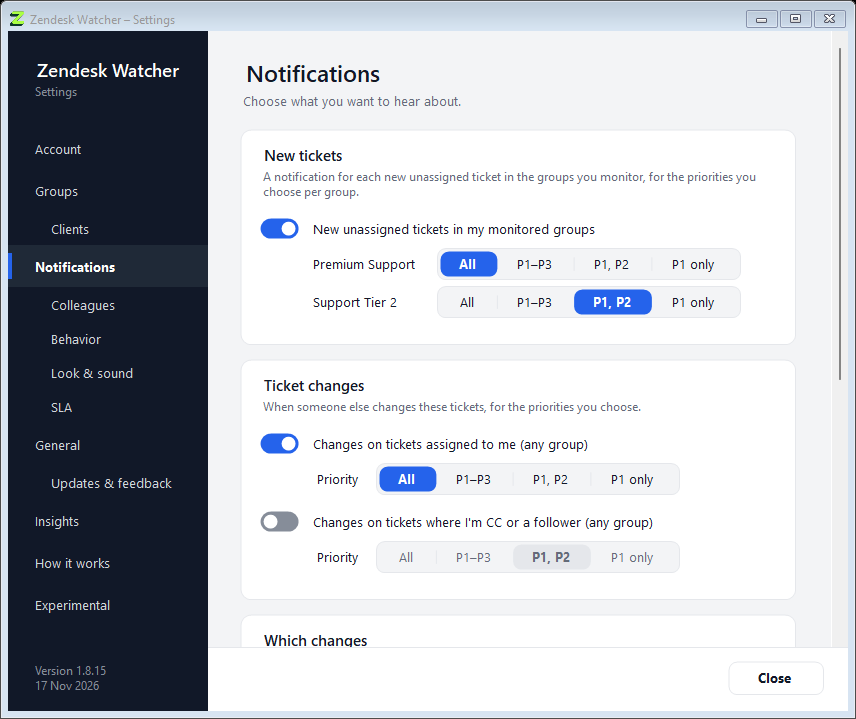 Zendesk Watcher – Settings
Zendesk Watcher
Settings
Account
Groups
Clients
Notifications
Colleagues
Behavior
Look & sound
SLA
General
Updates & feedback
Insights
How it works
Experimental
Version 1.8.15
17 Nov 2026
Notifications
Choose what you want to hear about.
New tickets
A notification for each new unassigned ticket in the groups you monitor, for the priorities you
choose per group.
New unassigned tickets in my monitored groups
Premium Support All P1–P3 P1, P2 P1 only
Support Tier 2 All P1–P3 P1, P2 P1 only
Ticket changes
When someone else changes these tickets, for the priorities you choose.
Changes on tickets assigned to me (any group)
Priority All P1–P3 P1, P2 P1 only
Changes on tickets where I'm CC or a follower (any group)
Priority All P1–P3 P1, P2 P1 only
Which changes
Close